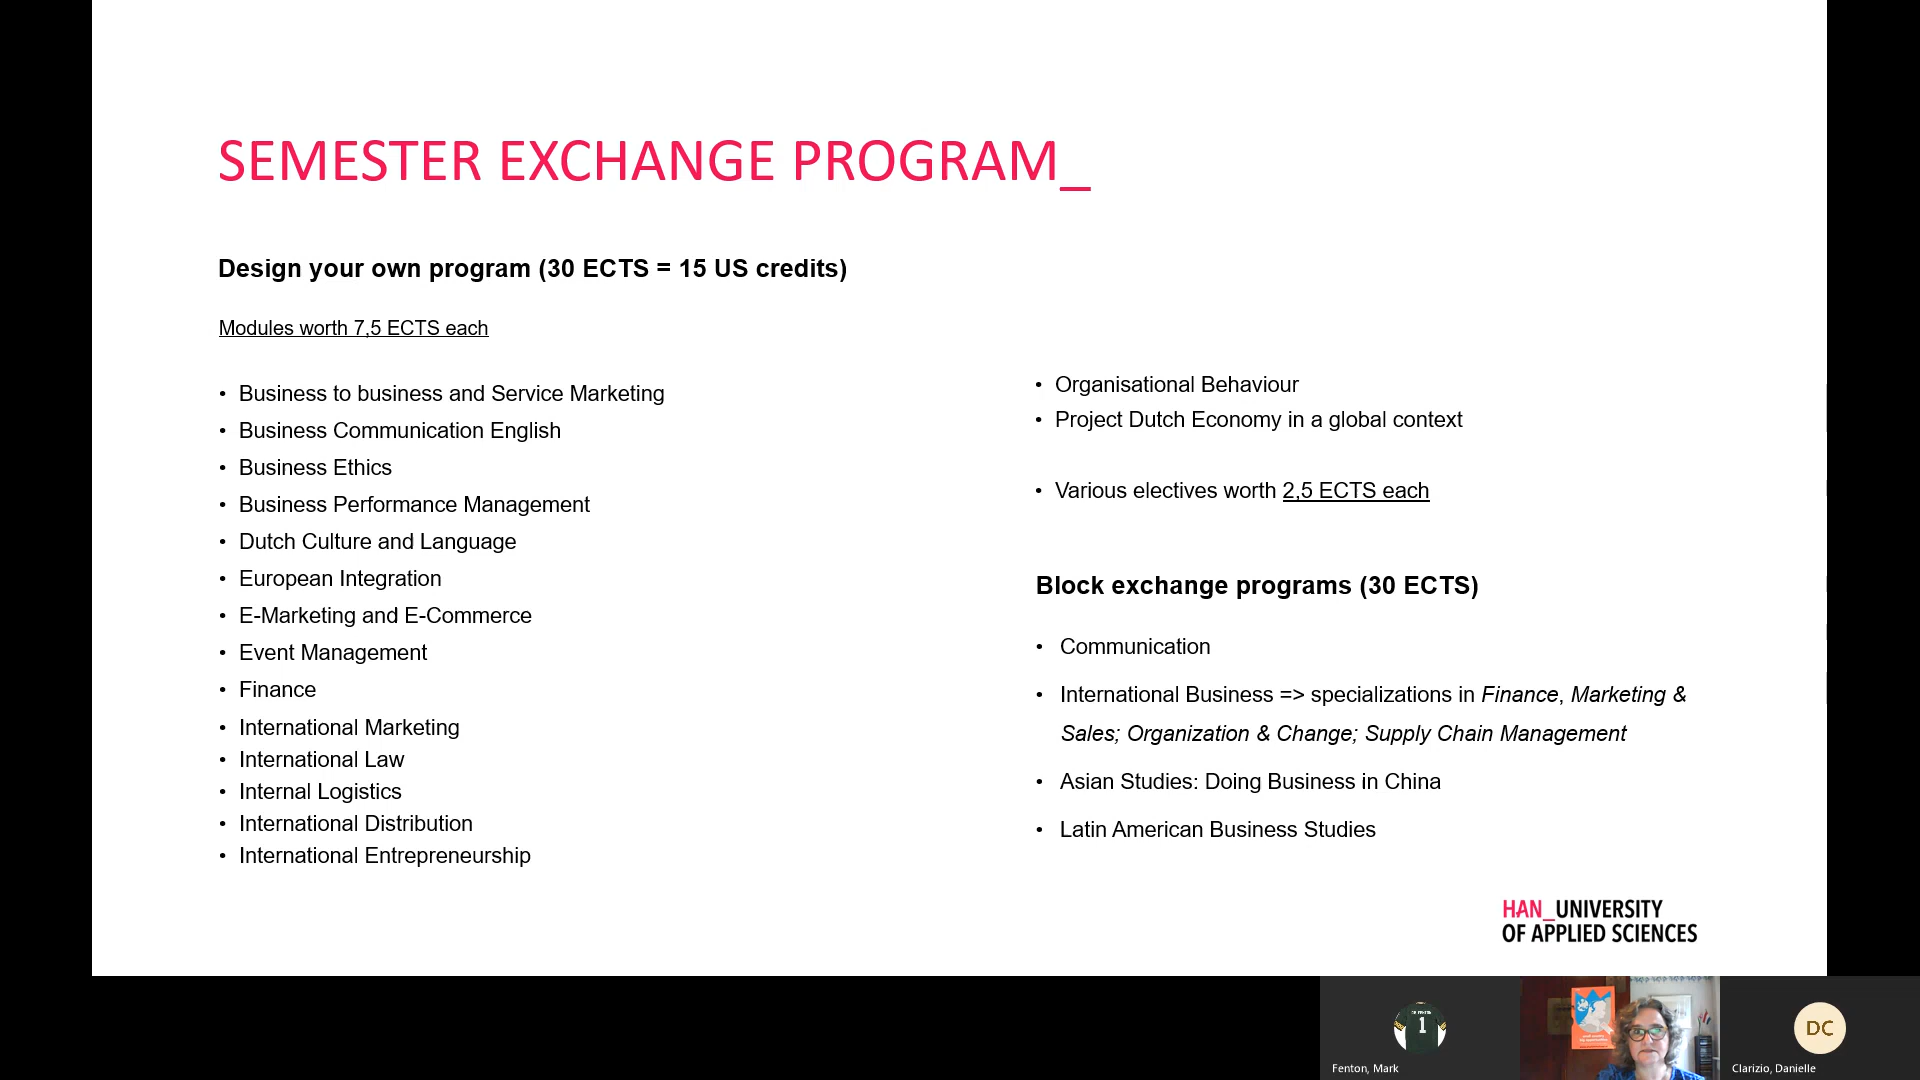 SEMESTER EXCHANGE PROGRAM_
Design your own program (30 ECTS = 15 US credits)
Modules worth 7,5 ECTS each
• Business to business and Service Marketing
• Business Communication English
• Business Ethics
• Business Performance Management
• Dutch Culture and Language
• European Integration
• E-Marketing and E-Commerce
• Event Management
• Finance
• International Marketing
• International Law
• Internal Logistics
• International Distribution
• International Entrepreneurship
• Organisational Behaviour
• Project Dutch Economy in a global context
• Various electives worth 2,5 ECTS each
Block exchange programs (30 ECTS)
• Communication
• International Business => specializations in Finance, Marketing &
Sales; Organization & Change; Supply Chain Management
• Asian Studies: Doing Business in China
• Latin American Business Studies
HAN_UNIVERSITY
OF APPLIED SCIENCES
1
Fenton, Mark
DC
Clarizio, Danielle